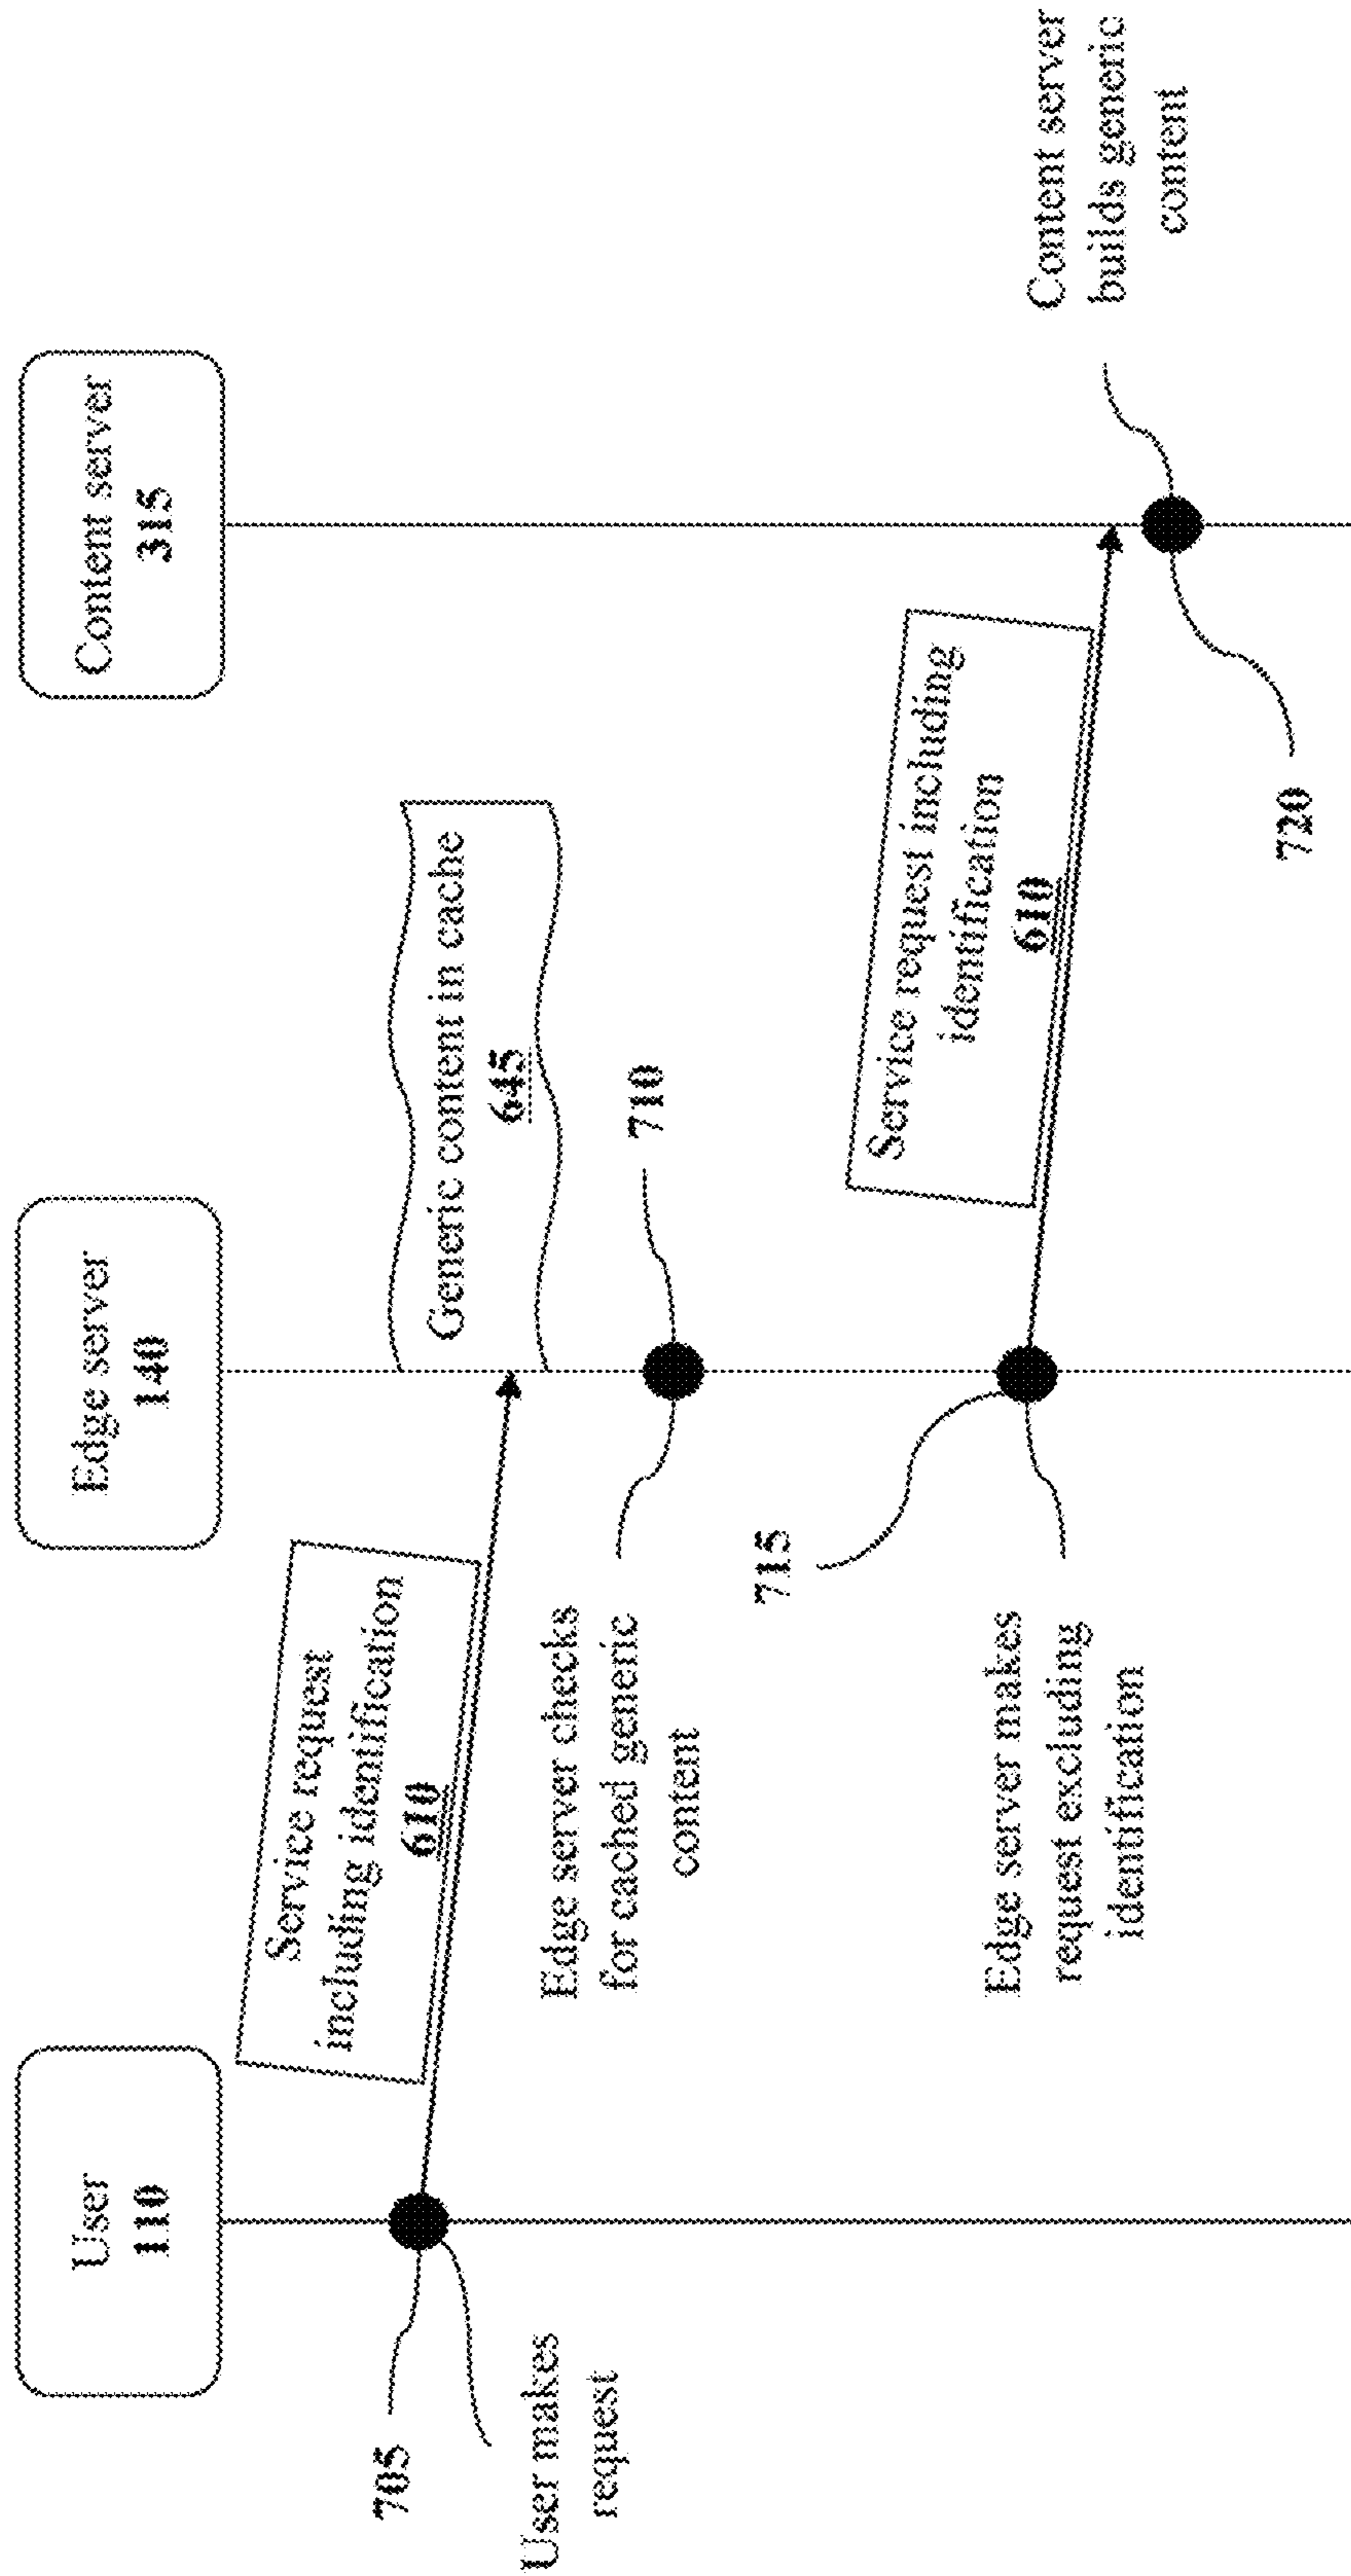 User
110
Edge server
140
Content server
315
705
User makes
request
Service request
including identification
610
Generic content in cache
645
Edge server checks
for cached generic
content
710
715
Edge server makes
request excluding
identification
Service request including
identification
610
Content server
builds generic
content
720